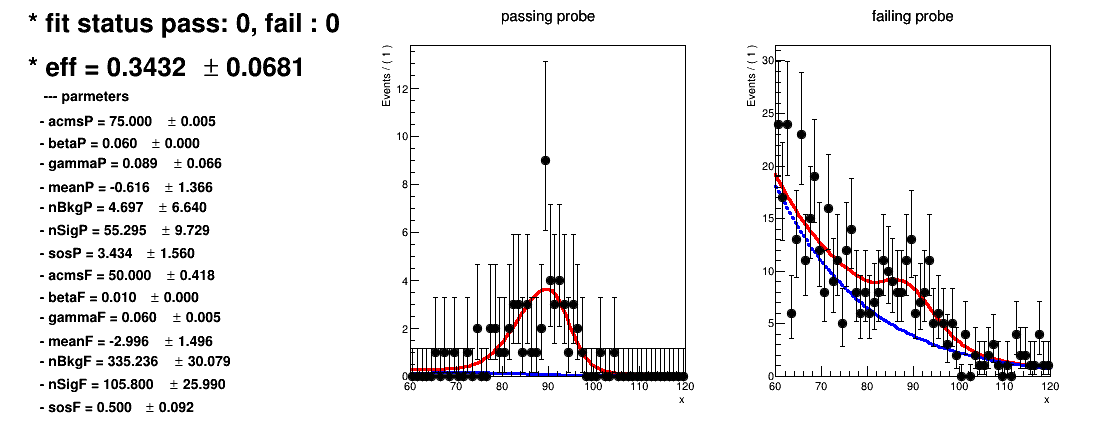 * fit status pass: 0, fail : 0
* eff = 0.3432 ± 0.0681
--- parmeters
- acmsP = 75.000 ± 0.005
- betaP = 0.060 ± 0.000
- gammaP = 0.089 ± 0.066
- meanP = -0.616 ± 1.366
- nBkgP = 4.697 ± 6.640
- nSigP = 55.295 ± 9.729
- sosP = 3.434 ± 1.560
- acmsF = 50.000 ± 0.418
- betaF = 0.010 ± 0.000
- gammaF = 0.060 ± 0.005
- meanF = -2.996 ± 1.496
- nBkgF = 335.236 ± 30.079
- nSigF = 105.800 ± 25.990
- sosF = 0.500 ± 0.092
passing probe
Events / ( 1 )
12
10
8
6
4
2
0
60 70 80 90 100 110 120
x
failing probe
Events / ( 1 )
30
25
20
15
10
5
0
60 70 80 90 100 110 120
x